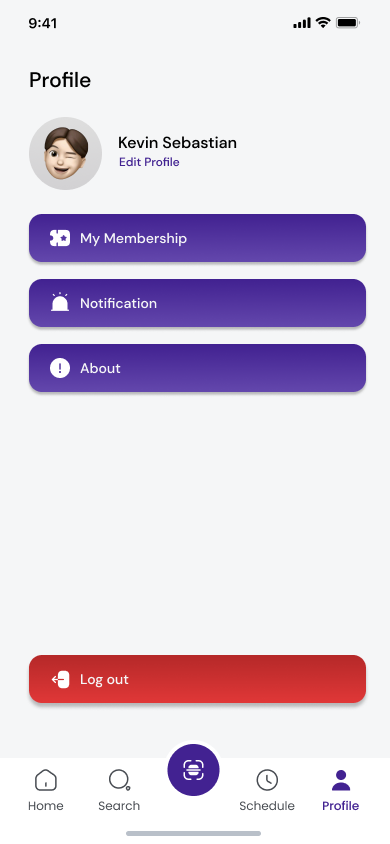 9:41
Profile
Kevin Sebastian
Edit Profile
My Membership
Notification
About
Log out
Home
Search
Schedule
Profile